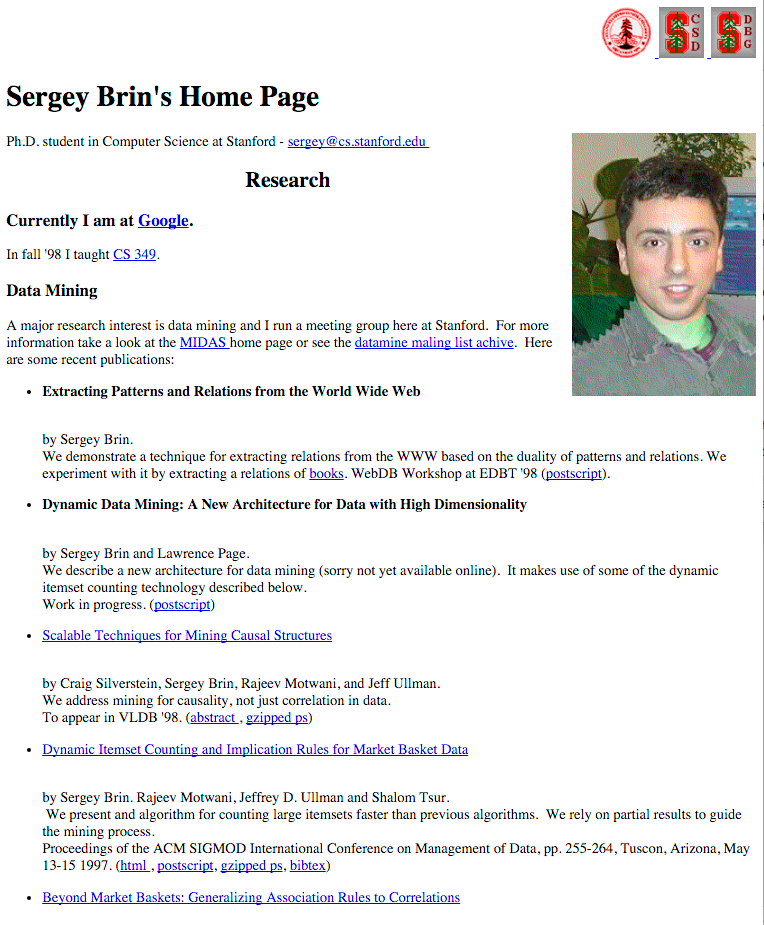 C
S
D
D
B
G
Sergey Brin's Home Page
Ph.D. student in Computer Science at Stanford - sergey@cs.stanford.edu
Research
Currently I am at Google.
In fall '98 I taught CS 349.
Data Mining
A major research interest is data mining and I run a meeting group here at Stanford.  For more
information take a look at the MIDAS home page or see the datamine maling list achive.  Here
are some recent publications:
• Extracting Patterns and Relations from the World Wide Web
by Sergey Brin.
We demonstrate a technique for extracting relations from the WWW based on the duality of patterns and relations. We
experiment with it by extracting a relations of books. WebDB Workshop at EDBT '98 (postscript).
• Dynamic Data Mining: A New Architecture for Data with High Dimensionality
by Sergey Brin and Lawrence Page.
We describe a new architecture for data mining (sorry not yet available online).  It makes use of some of the dynamic
itemset counting technology described below.
Work in progress. (postscript)
• Scalable Techniques for Mining Causal Structures
by Craig Silverstein, Sergey Brin, Rajeev Motwani, and Jeff Ullman.
We address mining for causality, not just correlation in data.
To appear in VLDB '98. (abstract , gzipped ps)
• Dynamic Itemset Counting and Implication Rules for Market Basket Data
by Sergey Brin. Rajeev Motwani, Jeffrey D. Ullman and Shalom Tsur.
We present and algorithm for counting large itemsets faster than previous algorithms.  We rely on partial results to guide
the mining process.
Proceedings of the ACM SIGMOD International Conference on Management of Data, pp. 255-264, Tuscon, Arizona, May
13-15 1997. (html , postscript, gzipped ps, bibtex)
• Beyond Market Baskets: Generalizing Association Rules to Correlations